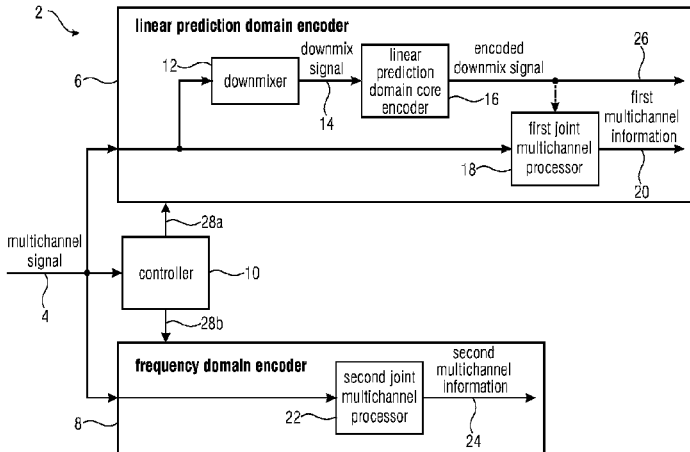 2
linear prediction domain encoder
6
12
downmixer
downmix
signal
14
linear
prediction
domain core
encoder
16
encoded
downmix signal
26
first
multichannel
information
first joint
multichannel
processor
18
20
28a
multichannel
signal
4
controller
10
28b
frequency domain encoder
8
second joint
multichannel
processor
22
second
multichannel
information
24